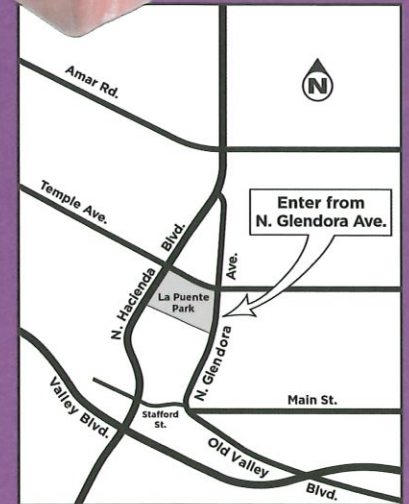 Amar Rd.
N
Temple Ave.
Enter from
N. Glendora Ave.
N. Hacienda Blvd.
La Puente
Park
N. Glendora Ave.
Valley Blvd.
Stafford
St.
Main St.
Old Valley Blvd.